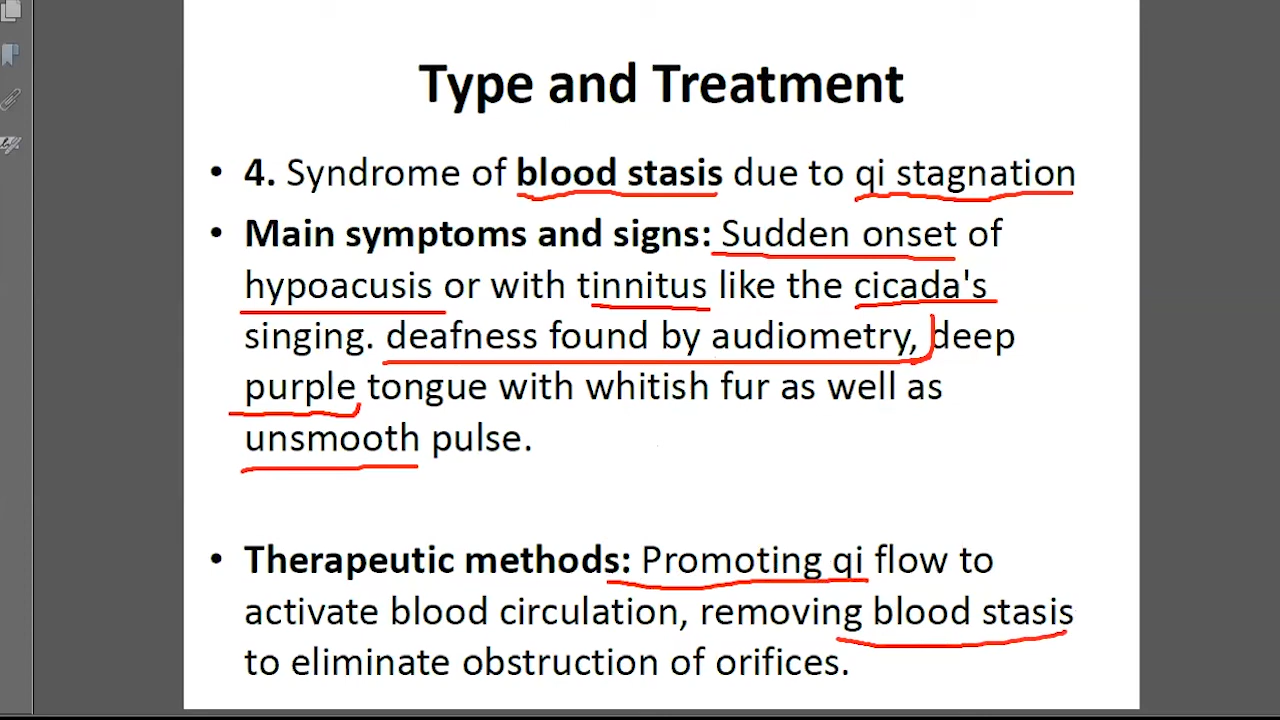 Type and Treatment
• 4. Syndrome of blood stasis due to qi stagnation
• Main symptoms and signs: Sudden onset of
hypoacusis or with tinnitus like the cicada's
singing. deafness found by audiometry, deep
purple tongue with whitish fur as well as
unsmooth pulse.
• Therapeutic methods: Promoting qi flow to
activate blood circulation, removing blood stasis
to eliminate obstruction of orifices.